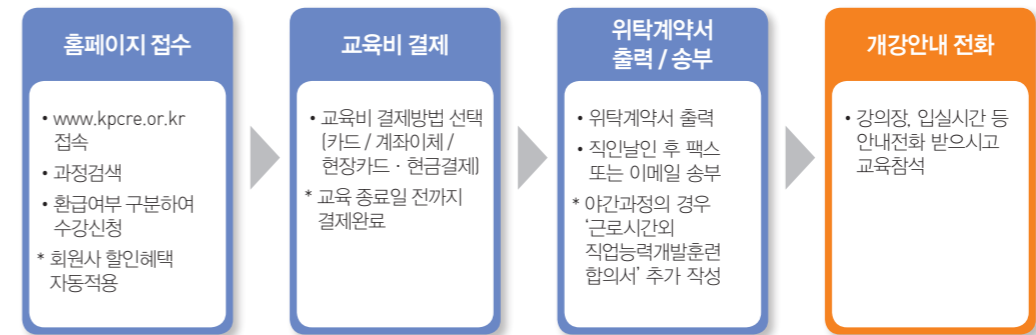 홈페이지 접수
• www.kpcre.or.kr
접속
• 과정검색
• 환급여부 구분하여
수강신청
* 회원사 할인혜택
자동적용
교육비 결제
• 교육비 결제방법 선택
(카드 / 계좌이체 /
현장카드 · 현금결제)
* 교육 종료일 전까지
결제완료
위탁계약서
출력 / 송부
• 위탁계약서 출력
• 직인날인 후 팩스
또는 이메일 송부
* 야간과정의 경우
‘근로시간외
직업능력개발훈련
합의서’ 추가 작성
개강안내 전화
• 강의장, 입실시간 등
안내전화 받으시고
교육참석